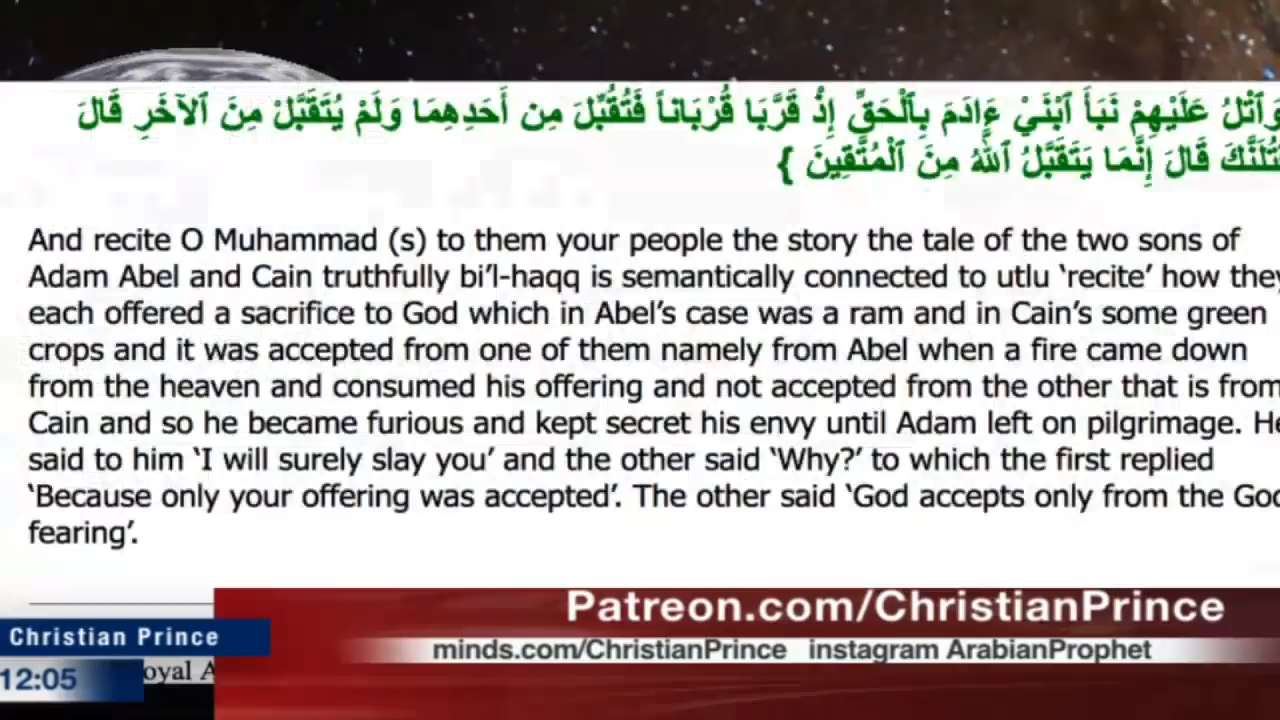 وَٱتْلُ عَلَيْهِمْ نَبَأَ ٱبْنَيْ ءَادَمَ بِٱلْحَقِّ إِذْ قَرَّبَا قُرْبَاناً فَتُقُبِّلَ مِن أَحَدِهِمَا وَلَمْ يُتَقَبَّلْ مِنَ ٱلآخَرِ قَالَ
قَالَ إِنَّمَا يَتَقَبَّلُ ٱللَّهُ مِنَ ٱلْمُتَّقِينَ }
And recite O Muhammad (s) to them your people the story the tale of the two sons of
Adam Abel and Cain truthfully bi’l-haqq is semantically connected to utlu ‘recite’ how they
each offered a sacrifice to God which in Abel’s case was a ram and in Cain’s some green
crops and it was accepted from one of them namely from Abel when a fire came down
from the heaven and consumed his offering and not accepted from the other that is from
Cain and so he became furious and kept secret his envy until Adam left on pilgrimage. He
said to him ‘I will surely slay you’ and the other said ‘Why?’ to which the first replied
‘Because only your offering was accepted’. The other said ‘God accepts only from the
fearing’.
Patreon.com/ChristianPrince
Christian Prince
minds.com/ChristianPrince instagram ArabianProphet
12:05